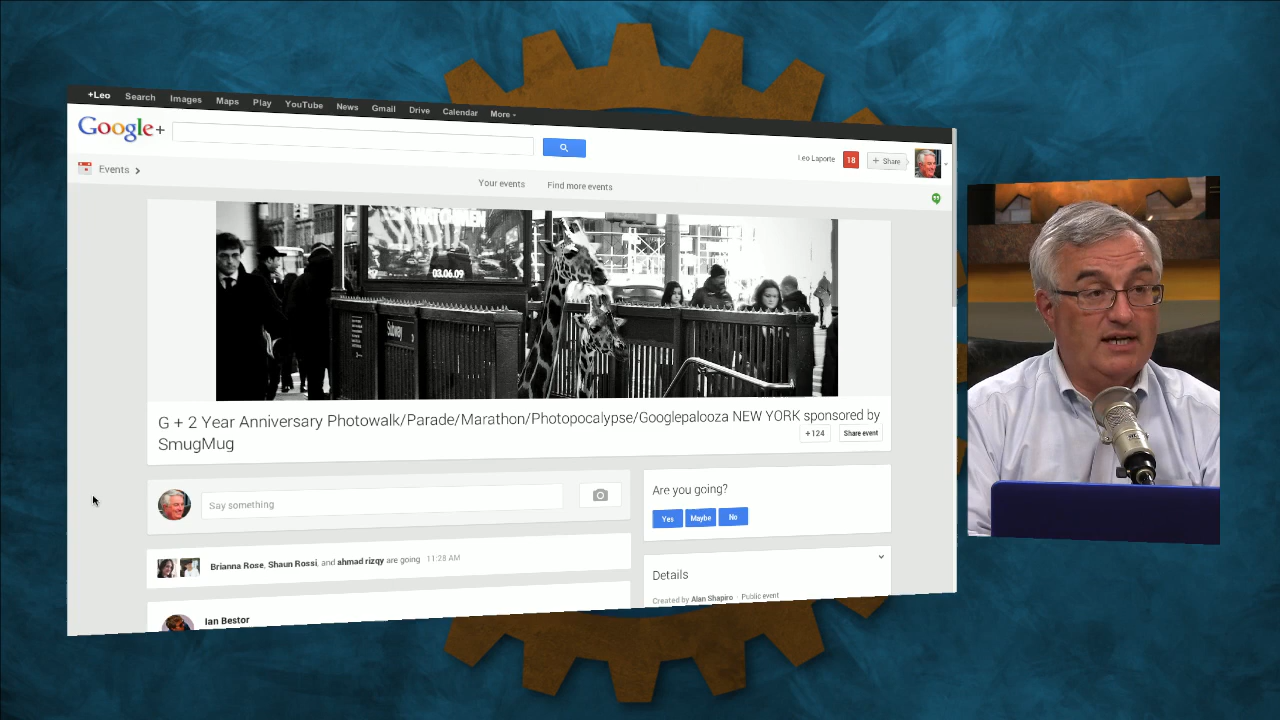 +Leo Search Images Maps Play YouTube News Gmail Drive Calendar More
Google+
Leo Laporte 18 + Share
Events
Your events Find more events
WATCHMEN
03.06.09
Subway
G + 2 Year Anniversary Photowalk/Parade/Marathon/Photopocalypse/Googlepalooza NEW YORK sponsored by
SmugMug
+124 Share event
Say something
Are you going?
Yes Maybe No
Brianna Rose, Shaun Rossi, and ahmad rizqy are going 11:28 AM
Details
Created by Alan Shapiro · Public event
Ian Bestor